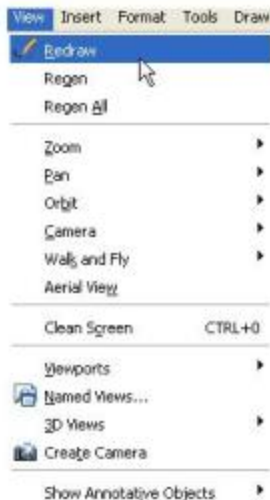 View Insert Format Tools Draw
Redraw
Regen
Regen All
Zoom
Pan
Orbit
Camera
Walk and Fly
Aerial View
Clean Screen CTRL+0
Viewports
Named Views...
3D Views
Create Camera
Show Annotative Objects